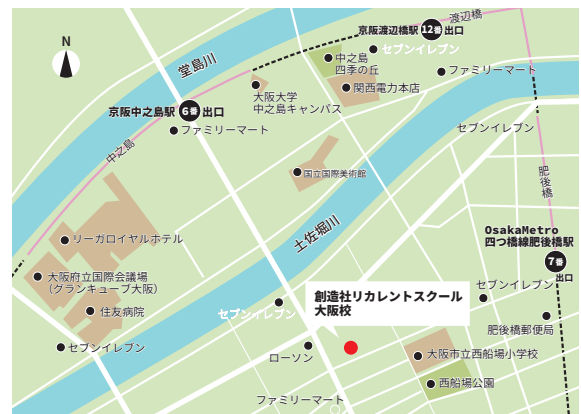 渡辺橋
京阪渡辺橋駅 12番 出口
N
セブンイレブン
堂島川
中之島
四季の丘
ファミリーマート
関西電力本店
大阪大学
中之島キャンパス
京阪中之島駅 6番 出口
ファミリーマート
セブンイレブン
中之島
国立国際美術館
肥後橋
土佐堀川
OsakaMetro
四つ橋線肥後橋駅
7番
出口
リーガロイヤルホテル
大阪府立国際会議場
(グランキューブ大阪)
セブンイレブン
創造社リカレントスクール
大阪校
住友病院
セブンイレブン
肥後橋郵便局
セブンイレブン
ローソン
大阪市立西船場小学校
西船場公園
ファミリーマート